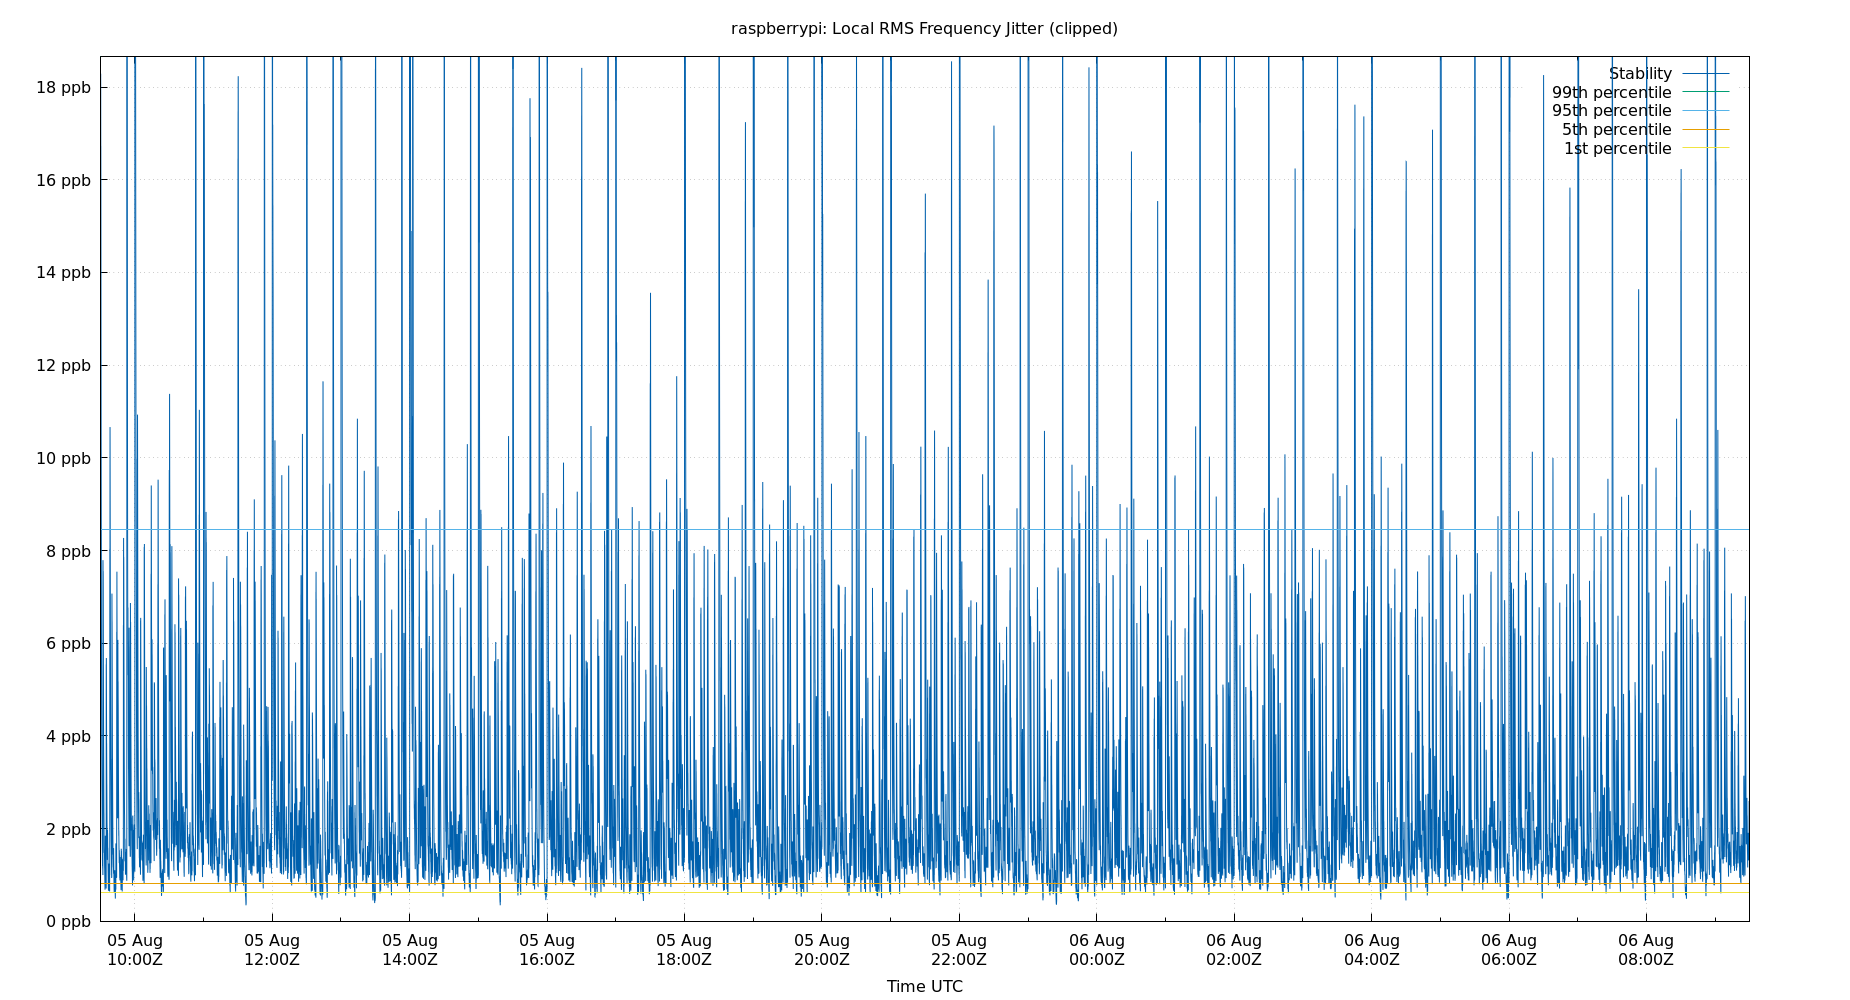 raspberrypi: Local RMS Frequency Jitter (clipped)
18 ppb
16 ppb
14 ppb
12 ppb
10 ppb
8 ppb
6 ppb
4 ppb
2 ppb
0 ppb
Stability
99th percentile
95th percentile
5th percentile
1st percentile
05 Aug 05 Aug 05 Aug 05 Aug 05 Aug 05 Aug 05 Aug 06 Aug 06 Aug 06 Aug 06 Aug 06 Aug
10:00Z 12:00Z 14:00Z 16:00Z 18:00Z 20:00Z 22:00Z 00:00Z 02:00Z 04:00Z 06:00Z 08:00Z
Time UTC